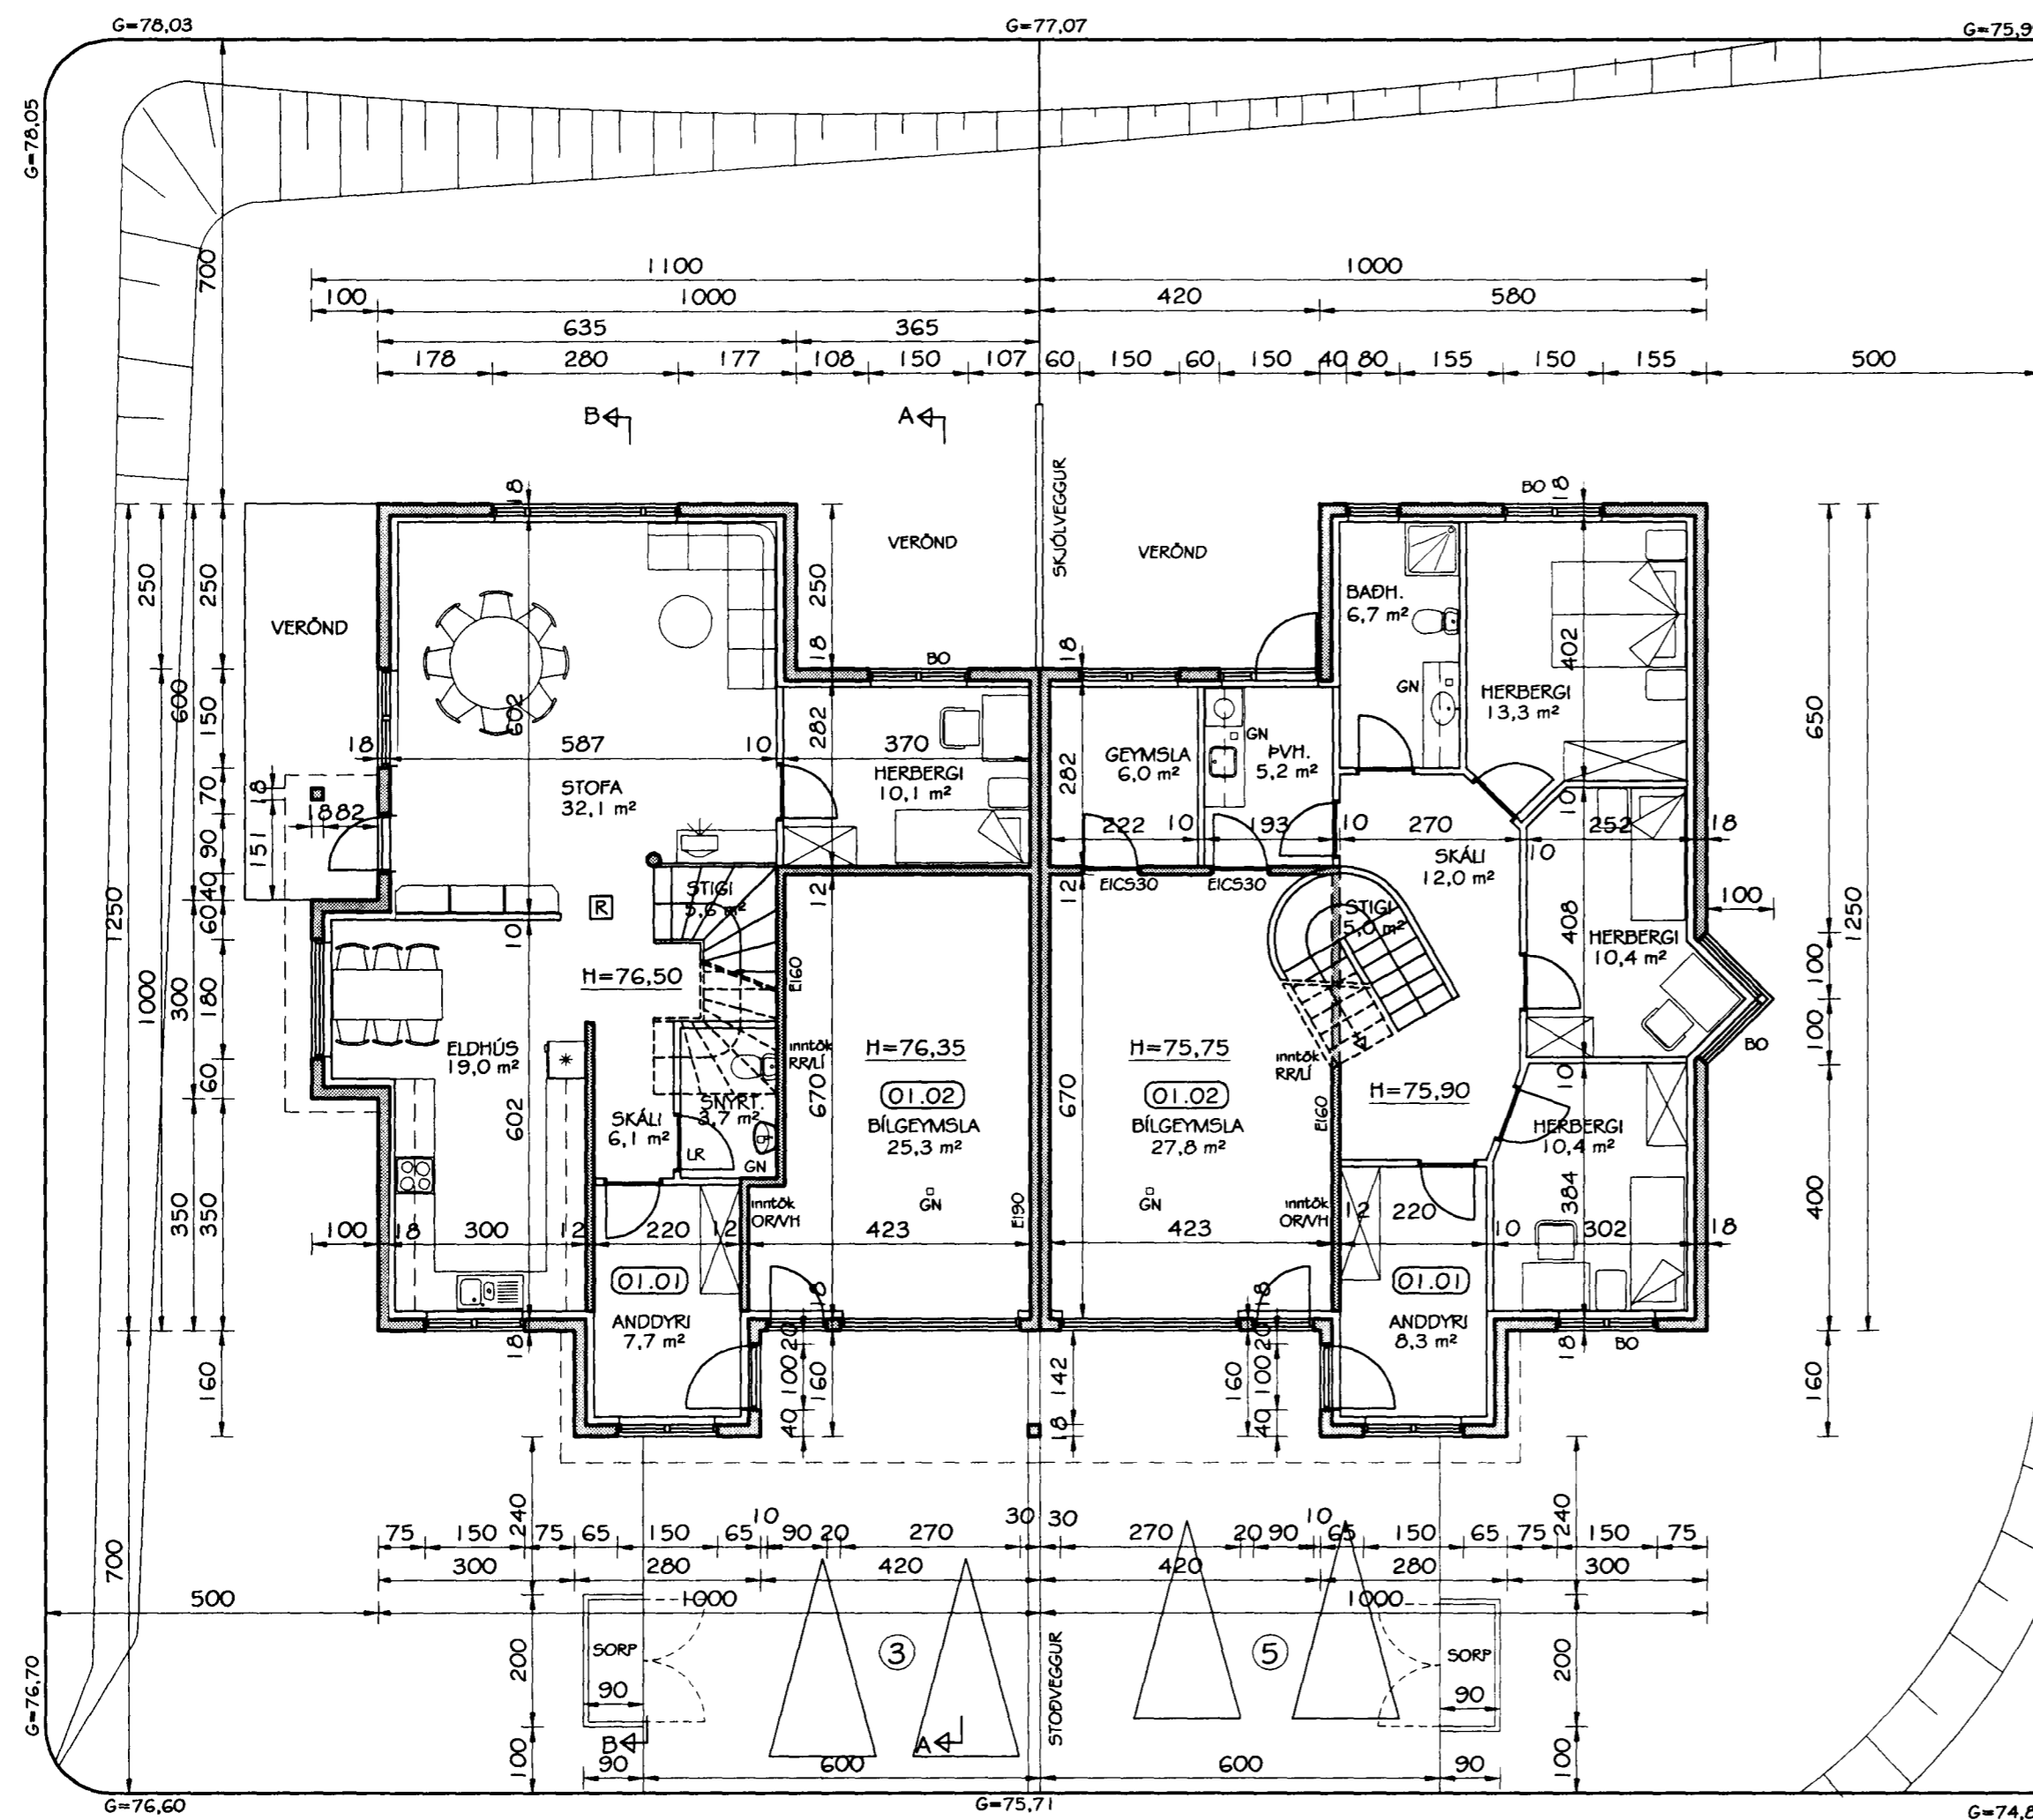 G=78,03
G=77,07
G=75,9
G=78,05
700
1100
1000
100
1000
420
580
635
365
178
280
177
108
150
107
60
150
60
150
40
80
155
150
155
500
B
A
SKJÓLVEGGUR
18
BO
18
VERÖND
VERÖND
VERÖND
250
250
250
18
18
BO
BAÐH.
6,7 m²
402
GN
HERBERGI
13,3 m²
650
600
150
602
18
587
10
282
370
282
GEYMSLA
6,0 m²
GN
ÞVH.
5,2 m²
STOFA
32,1 m²
HERBERGI
10,1 m²
70
18
1882
151
90
40
222
10
193
10
270
10
10
252
18
SKÁLI
12,0 m²
STIGI
5,6 m²
12
12
EICS30
EICS30
STIGI
5,0 m²
R
10
408
100
1250
1250
60
HERBERGI
10,4 m²
H=76,50
EI60
1000
300
180
100
100
ELDHÚS
19,0 m²
inntök
RR/LÍ
H=76,35
H=75,75
inntök
RR/LÍ
BO
60
01.02
01.02
H=75,90
10
670
670
EI60
602
SKÁLI
6,1 m²
SNYRT.
3,7 m²
BÍLGEYMSLA
25,3 m²
BÍLGEYMSLA
27,8 m²
HERBERGI
10,4 m²
LR
GN
384
350
350
400
inntök
OR/VH
GN
EI90
GN
inntök
OR/VH
100
18
300
12
220
12
423
423
12
220
10
302
18
01.01
01.01
18
18
ANDDYRI
7,7 m²
ANDDYRI
8,3 m²
18
18
BO
160
20
100
40
160
142
18
160
20
100
40
160
240
240
10
30
30
10
75
150
75
65
150
65
90
20
270
270
20
90
65
150
65
75
150
75
300
280
420
420
280
300
700
500
1000
1000
SORP
3
5
SORP
200
200
90
90
STOÐVEGGUR
G=76,70
B
A
100
100
90
600
600
90
G=76,60
G=75,71
G=74,8